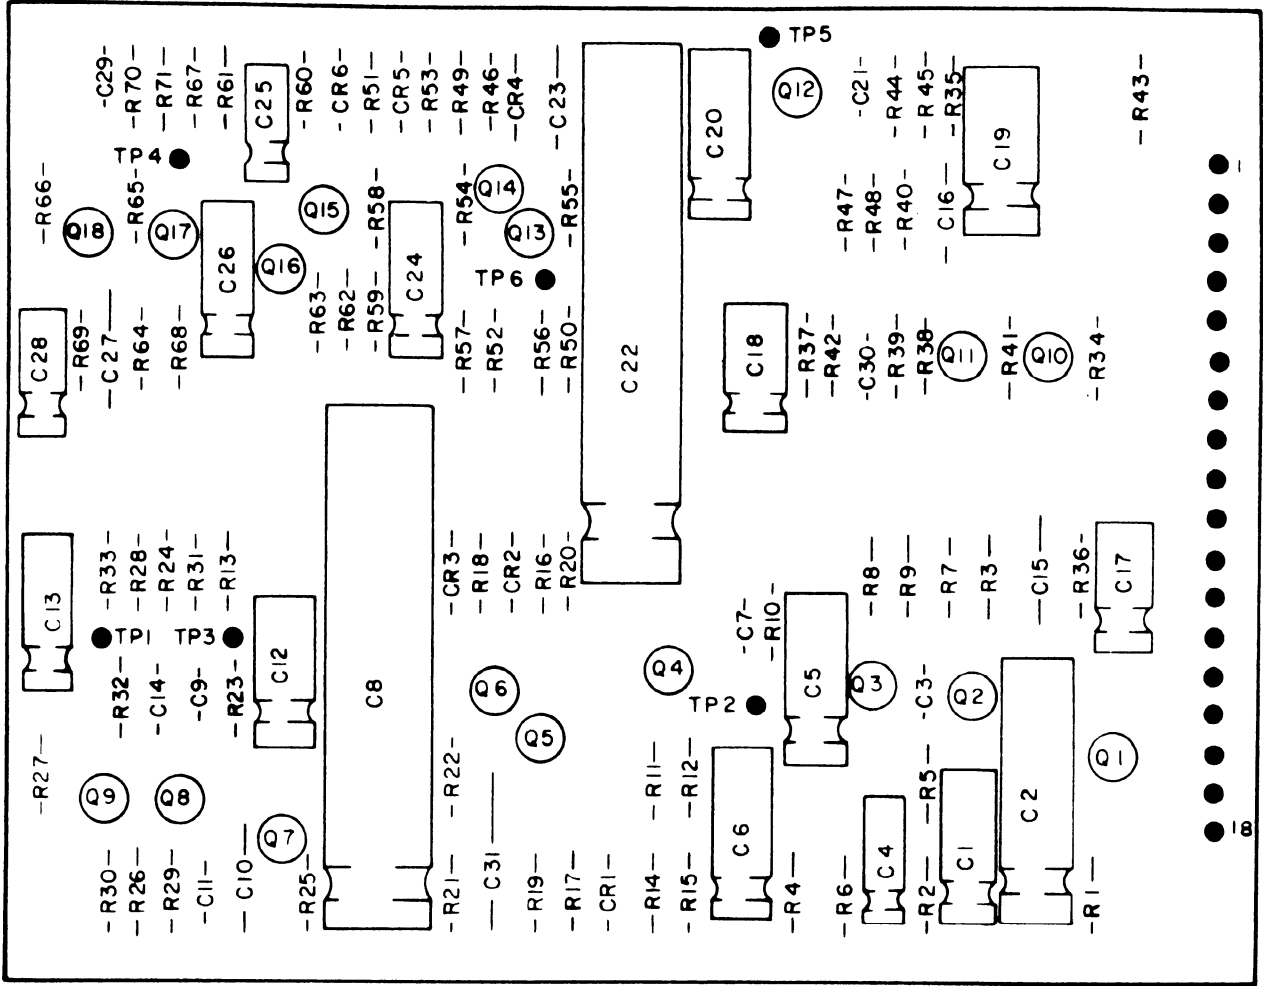 TP5
C29 R70 R71 R67 R61 C25 R60 CR6 R51 CR5 R53 R49 R46 CR4 C23 C20 Q12 C21 R44 R45 R35 C19 R43
TP4
1
R66 Q18 R65 Q17 C26 Q16 Q15 R58 C24 R54 Q14 Q13 R55 R47 R48 R40 C16
TP6
C28 R69 C27 R64 R68 R63 R62 R59 R57 R52 R56 R50 C22 C18 R37 R42 C30 R39 R38 Q11 R41 Q10 R34
C13 R33 R28 R24 R31 R13 CR3 R18 CR2 R16 R20 R8 R9 R7 R3 C15 R36 C17
TP1 TP3 C7 R10
R32 C14 C9 R23 C12 C8 Q6 Q5 Q4 C5 Q3 C3 Q2
TP2
R27 Q9 Q8 Q7 R22 R11 R12 R5 C2 Q1
18
R30 R26 R29 C11 C10 R25 R21 C31 R19 R17 CR1 R14 R15 C6 R4 R6 C4 R2 C1 R1